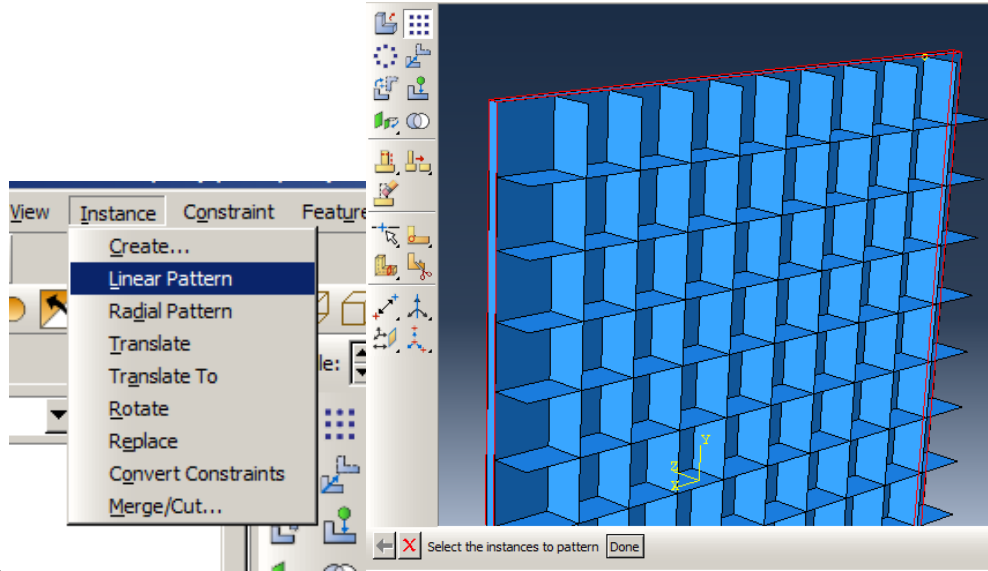 View Instance Constraint Feature
Create...
Linear Pattern
Radial Pattern
Translate
Translate To
Rotate
Replace
Convert Constraints
Merge/Cut...
le:
Y
Z
X
Select the instances to pattern Done